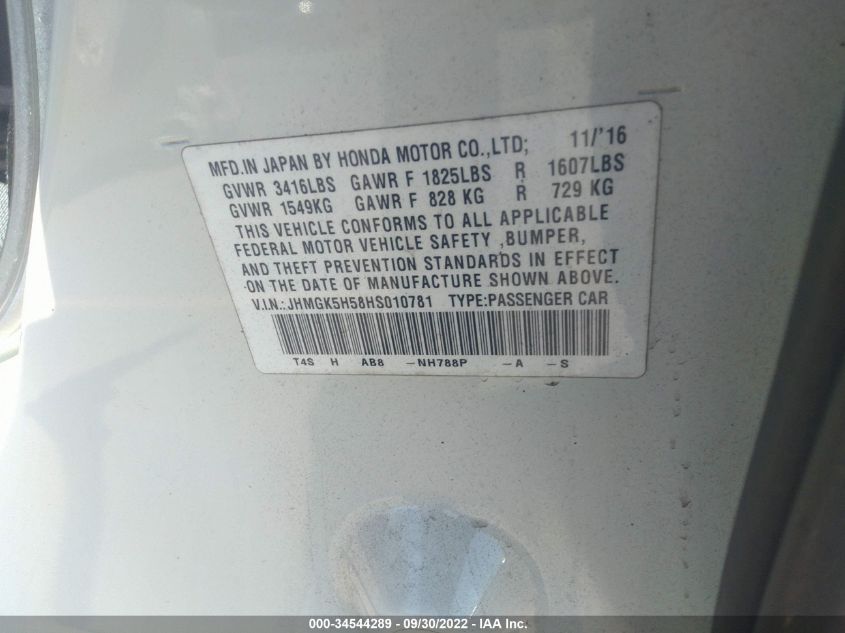 MFD.IN JAPAN BY HONDA MOTOR CO.,LTD; 11/'16
GVWR 3416LBS GAWR F 1825LBS R 1607LBS
GVWR 1549KG GAWR F 828 KG R 729 KG
THIS VEHICLE CONFORMS TO ALL APPLICABLE
FEDERAL MOTOR VEHICLE SAFETY ,BUMPER,
AND THEFT PREVENTION STANDARDS IN EFFECT
ON THE DATE OF MANUFACTURE SHOWN ABOVE.
V.I.N.:JHMGK5H58HS010781 TYPE:PASSENGER CAR
T4S H AB8 -NH788P -A -S
000-34544289 - 09/30/2022 - IAA Inc.